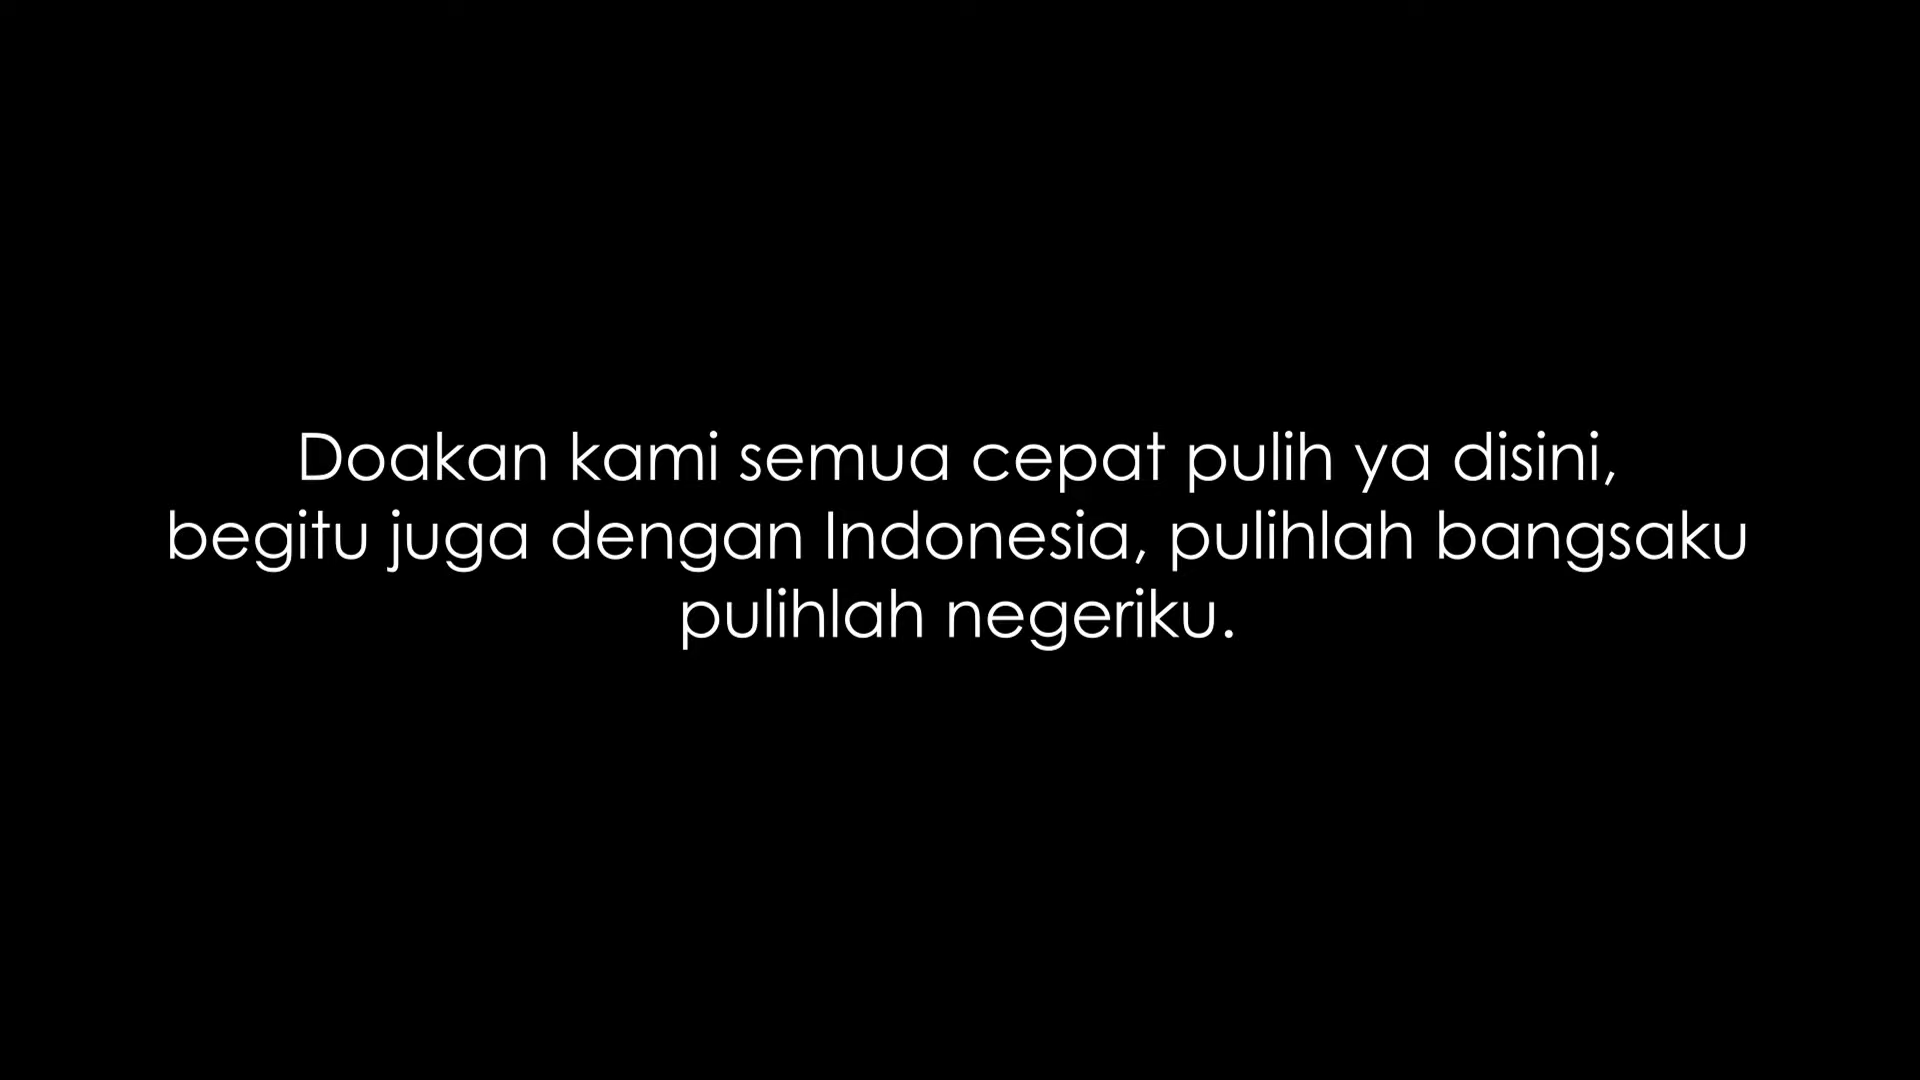 Doakan kami semua cepat pulih ya disini,
begitu juga dengan Indonesia, pulihlah bangsaku
pulihlah negeriku.